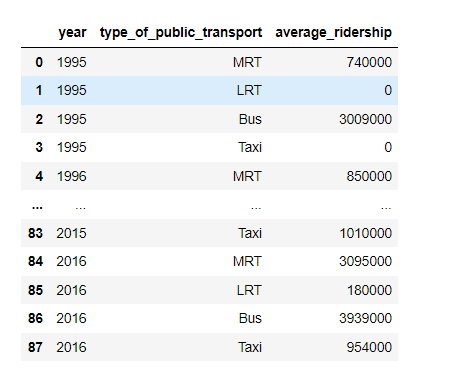 year type_of_public_transport average_ridership
0 1995 MRT 740000
1 1995 LRT 0
2 1995 Bus 3009000
3 1995 Taxi 0
4 1996 MRT 850000
... ... ... ...
83 2015 Taxi 1010000
84 2016 MRT 3095000
85 2016 LRT 180000
86 2016 Bus 3939000
87 2016 Taxi 954000